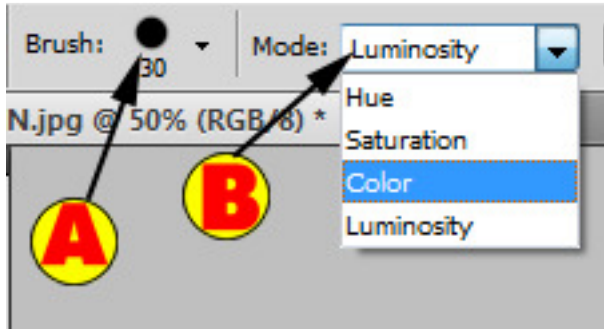 Brush:
30
Mode:
Luminosity
Hue
N.jpg @ 50% (RGB/8) *
Saturation
Color
Luminosity
A
B